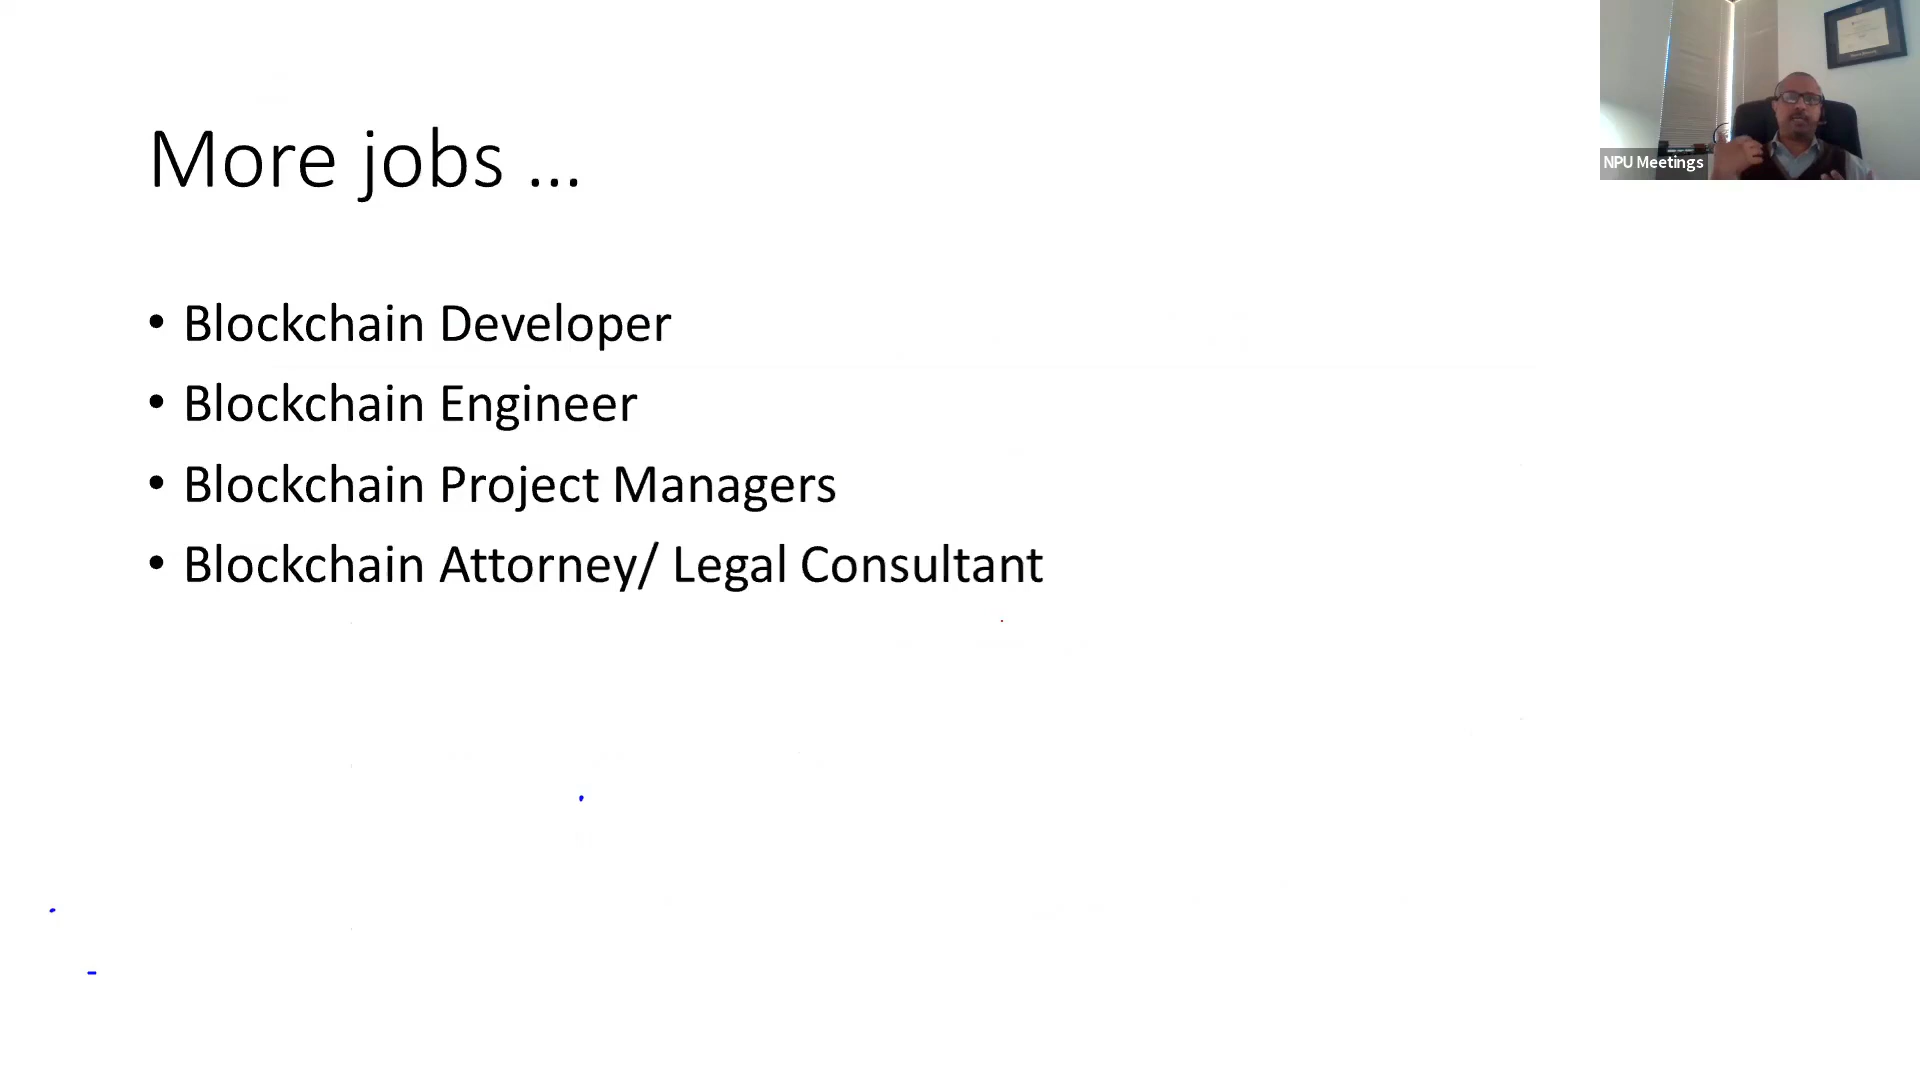 More jobs ...
NPU Meetings
• Blockchain Developer
• Blockchain Engineer
• Blockchain Project Managers
• Blockchain Attorney/ Legal Consultant